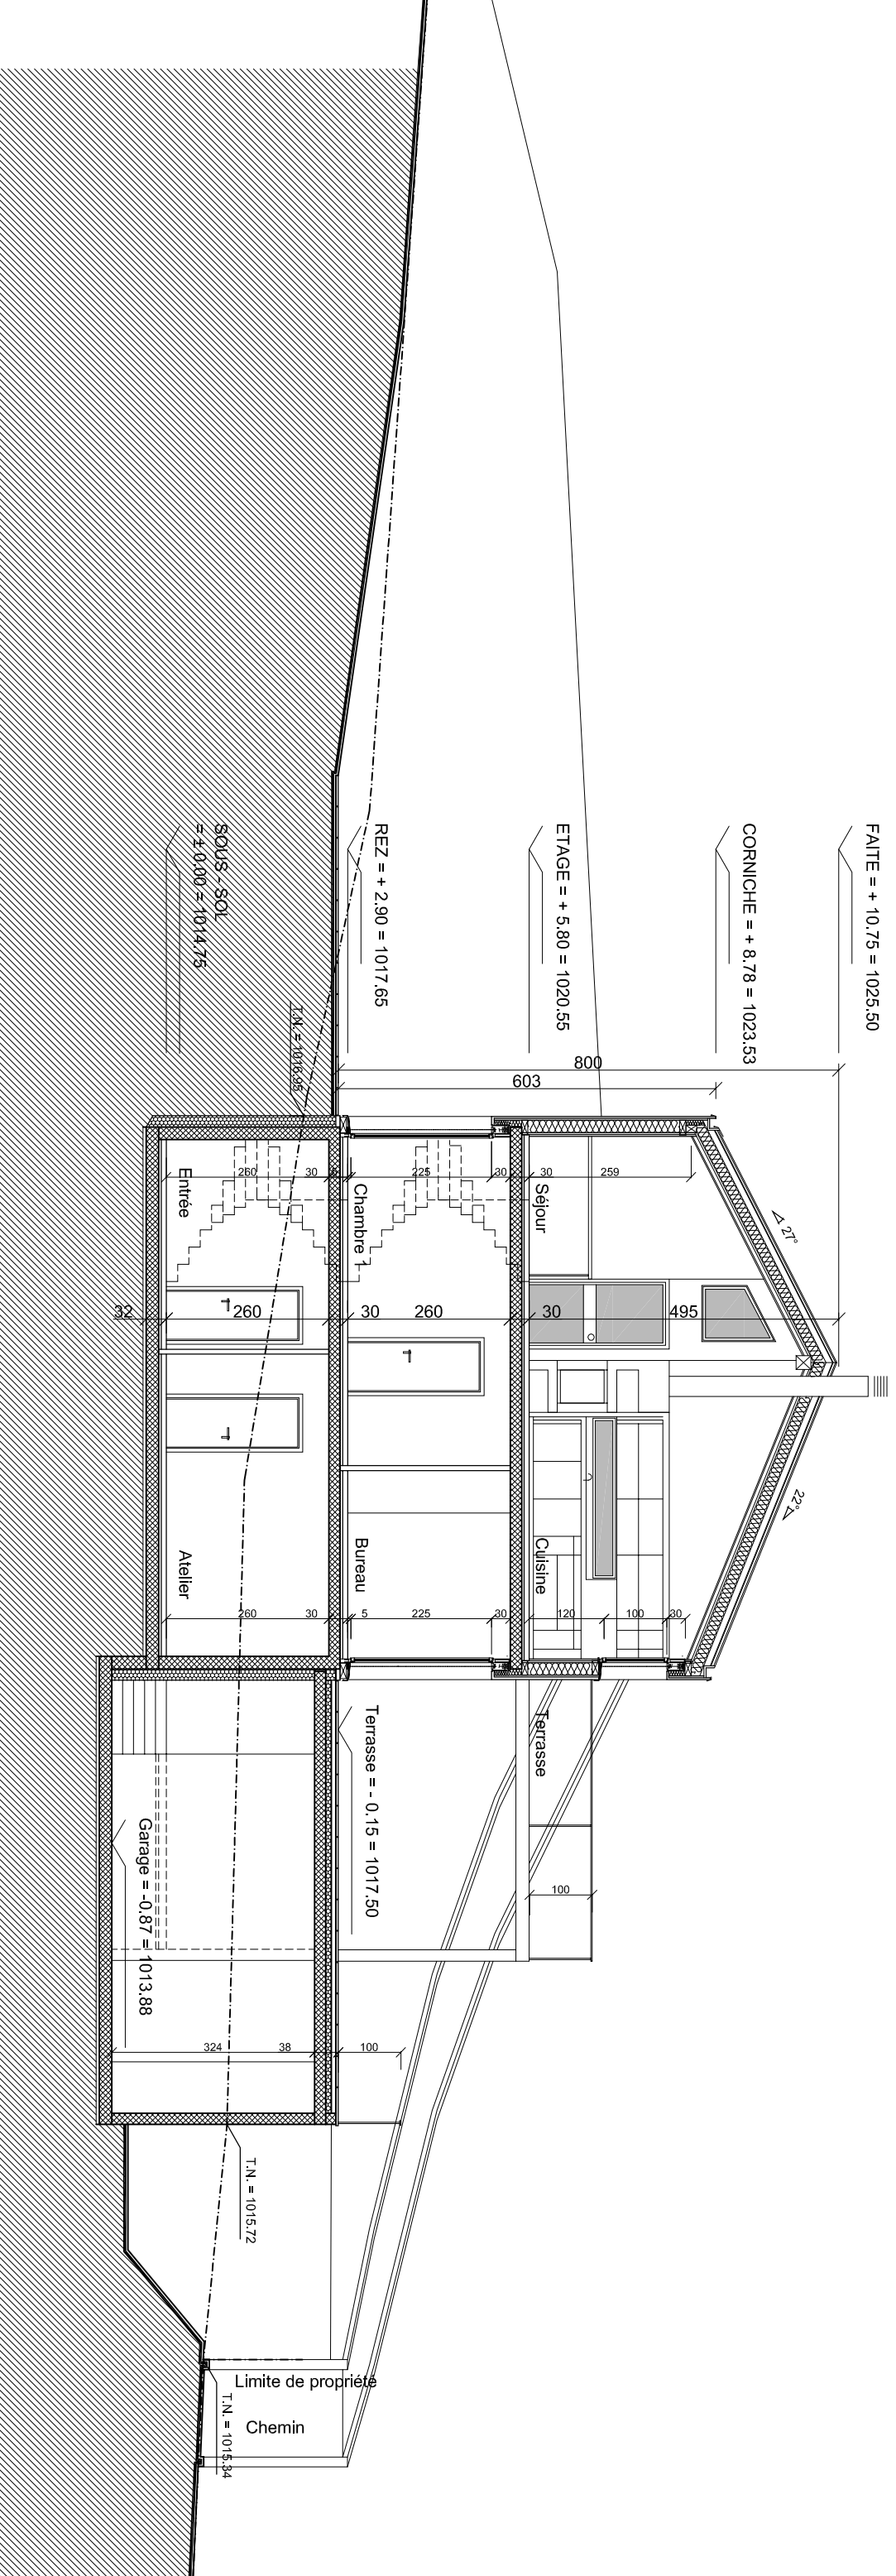 FAITE = + 10.75 = 1025.50
CORNICHE = + 8.78 = 1023.53
ETAGE = + 5.80 = 1020.55
REZ = + 2.90 = 1017.65
SOUS - SOL
= ± 0.00 = 1014.75
T.N. = 1016.95
800
603
27°
22°
259
30
Séjour
30
225
Chambre 1
30
260
Entrée
495
30
260
30
260
32
30
100
120
Cuisine
30
225
5
Bureau
30
260
Atelier
Terrasse
100
Terrasse = - 0.15 = 1017.50
Garage = -0.87 = 1013.88
100
38
324
T.N. = 1015.72
Limite de propriété
Chemin
T.N. = 1015.34